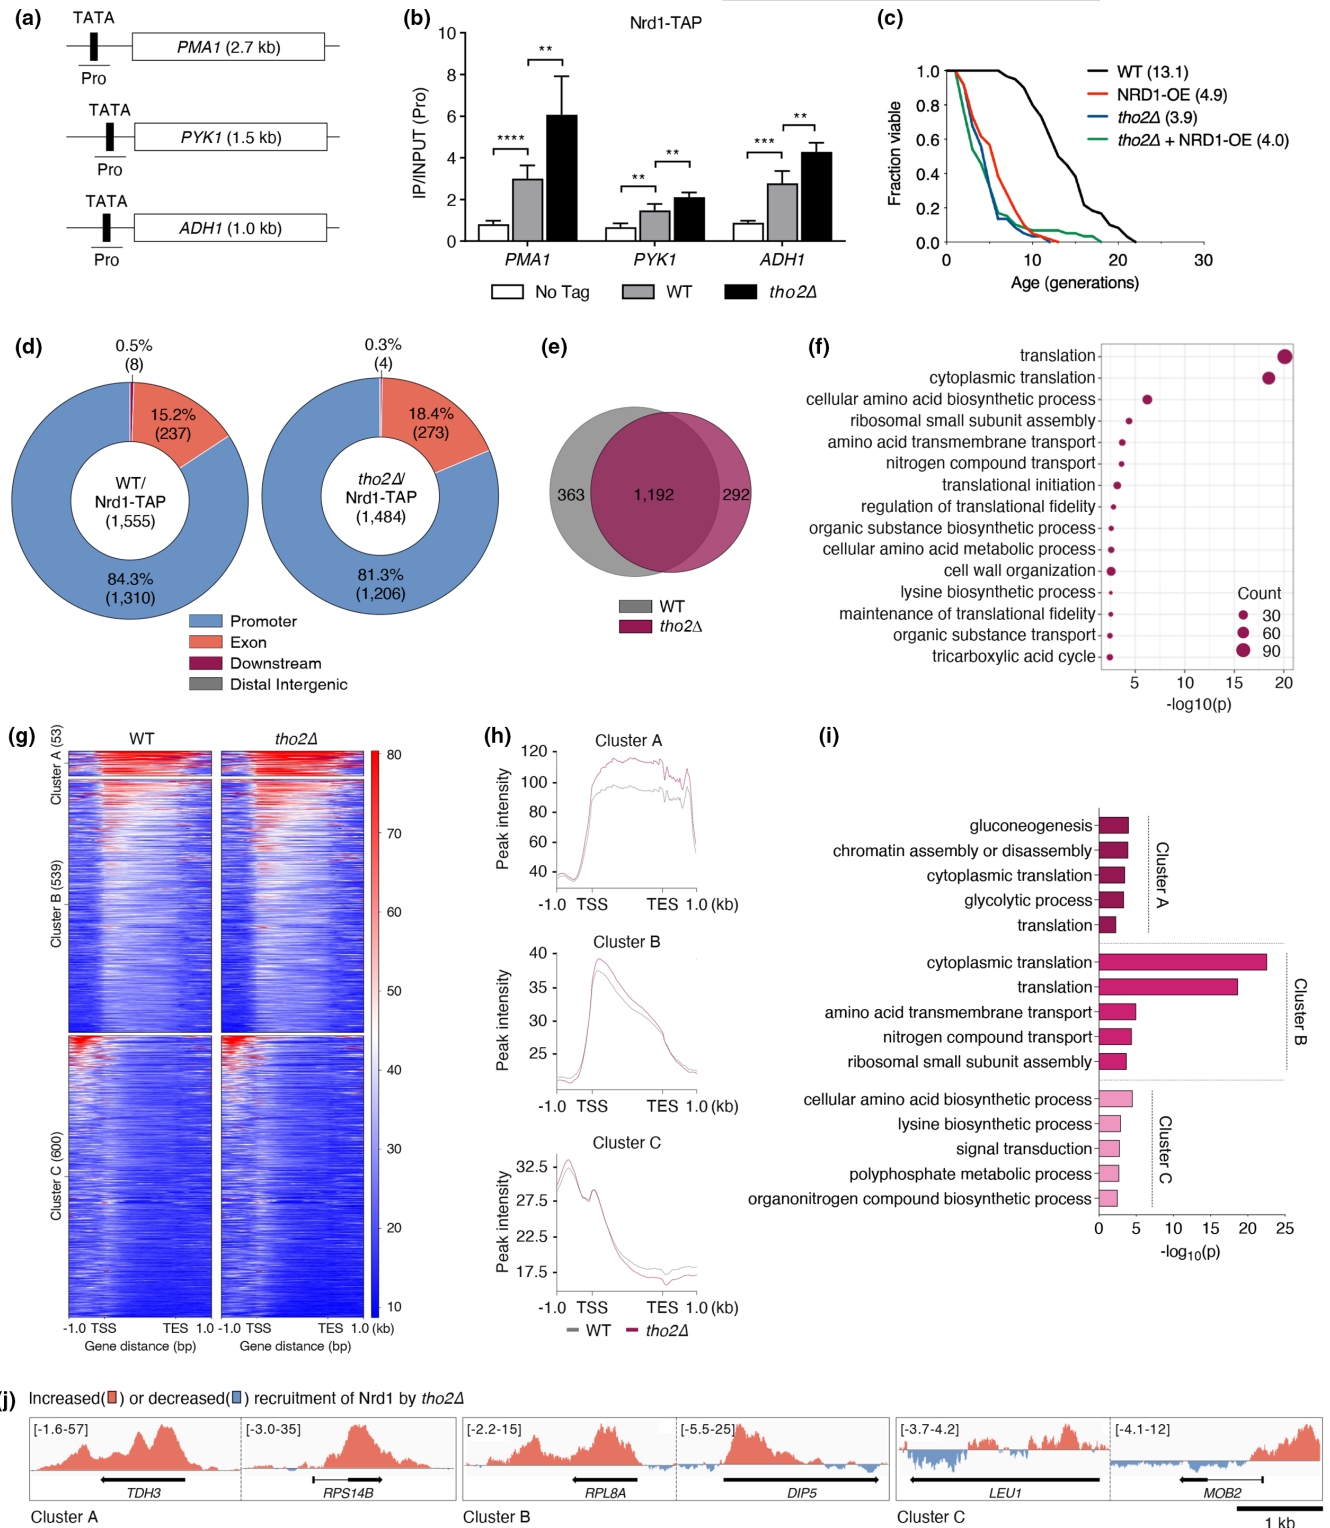 (a)
TATA
PMA1 (2.7 kb)
Pro
TATA
PYK1 (1.5 kb)
Pro
TATA
ADH1 (1.0 kb)
Pro
(b)
Nrd1-TAP
IP/INPUT (Pro)
10
8
6
4
2
0
****
**
**
**
***
**
PMA1
PYK1
ADH1
No Tag
WT
tho2Δ
(c)
Fraction viable
1.0
0.8
0.6
0.4
0.2
0.0
0
10
20
30
Age (generations)
WT (13.1)
NRD1-OE (4.9)
tho2Δ (3.9)
tho2Δ + NRD1-OE (4.0)
(d)
0.5%
(8)
15.2%
(237)
WT/
Nrd1-TAP
(1,555)
84.3%
(1,310)
0.3%
(4)
18.4%
(273)
tho2Δ/
Nrd1-TAP
(1,484)
81.3%
(1,206)
Promoter
Exon
Downstream
Distal Intergenic
(e)
363
1,192
292
WT
tho2Δ
(f)
translation
cytoplasmic translation
cellular amino acid biosynthetic process
ribosomal small subunit assembly
amino acid transmembrane transport
nitrogen compound transport
translational initiation
regulation of translational fidelity
organic substance biosynthetic process
cellular amino acid metabolic process
cell wall organization
lysine biosynthetic process
maintenance of translational fidelity
organic substance transport
tricarboxylic acid cycle
Count
30
60
90
5
10
15
20
-log10(p)
(g)
WT
tho2Δ
Cluster A (53)
Cluster B (539)
Cluster C (600)
80
70
60
50
40
30
20
10
-1.0 TSS TES 1.0
-1.0 TSS TES 1.0 (kb)
Gene distance (bp)
Gene distance (bp)
(h)
Cluster A
Peak intensity
120
100
80
60
40
-1.0 TSS TES 1.0 (kb)
Cluster B
Peak intensity
40
35
30
25
-1.0 TSS TES 1.0 (kb)
Cluster C
Peak intensity
32.5
27.5
22.5
17.5
-1.0 TSS TES 1.0 (kb)
WT
tho2Δ
(i)
gluconeogenesis
chromatin assembly or disassembly
cytoplasmic translation
glycolytic process
translation
Cluster A
cytoplasmic translation
translation
amino acid transmembrane transport
nitrogen compound transport
ribosomal small subunit assembly
Cluster B
cellular amino acid biosynthetic process
lysine biosynthetic process
signal transduction
polyphosphate metabolic process
organonitrogen compound biosynthetic process
Cluster C
0 5 10 15 20 25
-log10(p)
(j)
Increased( ) or decreased( ) recruitment of Nrd1 by tho2Δ
[-1.6-57]
TDH3
[-3.0-35]
RPS14B
[-2.2-15]
RPL8A
[-5.5-25]
DIP5
[-3.7-4.2]
LEU1
[-4.1-12]
MOB2
Cluster A
Cluster B
Cluster C
1 kb